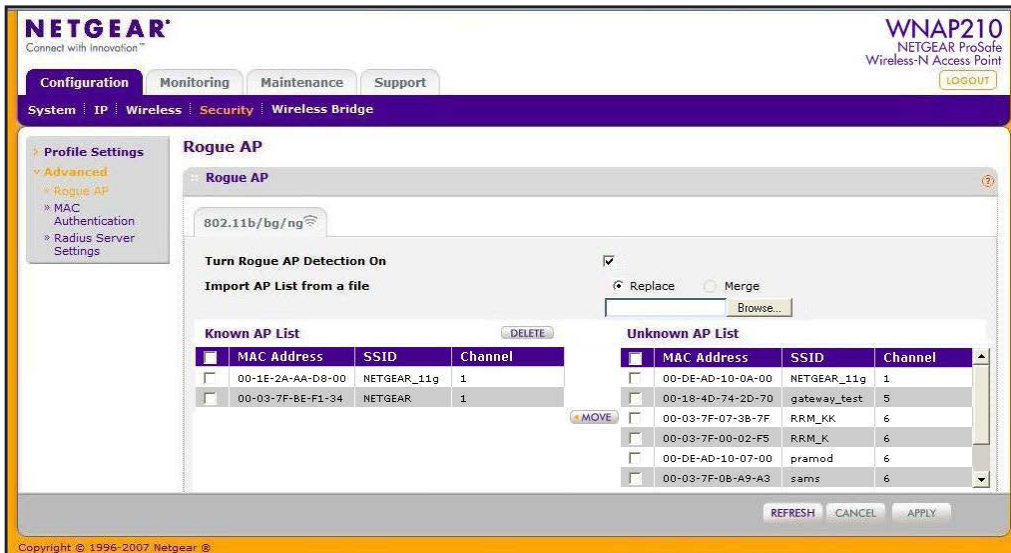 NETGEAR®
Connect with Innovation™
WNAP210
NETGEAR ProSafe
Wireless-N Access Point
LOGOUT
Configuration Monitoring Maintenance Support
System IP Wireless Security Wireless Bridge
Profile Settings
Advanced
Rogue AP
MAC Authentication
Radius Server Settings
Rogue AP
Rogue AP
802.11b/bg/ng
Turn Rogue AP Detection On
Import AP List from a file Replace Merge
Browse...
Known AP List DELETE
MAC Address SSID Channel
00-1E-2A-AA-D8-00 NETGEAR_11g 1
00-03-7F-BE-F1-34 NETGEAR 1
MOVE
Unknown AP List
MAC Address SSID Channel
00-DE-AD-10-0A-00 NETGEAR_11g 1
00-18-4D-74-2D-70 gateway_test 5
00-03-7F-07-3B-7F RRM_KK 6
00-03-7F-00-02-F5 RRM_K 6
00-DE-AD-10-07-00 pramod 6
00-03-7F-0B-A9-A3 sams 6
REFRESH CANCEL APPLY
Copyright © 1996-2007 Netgear ®